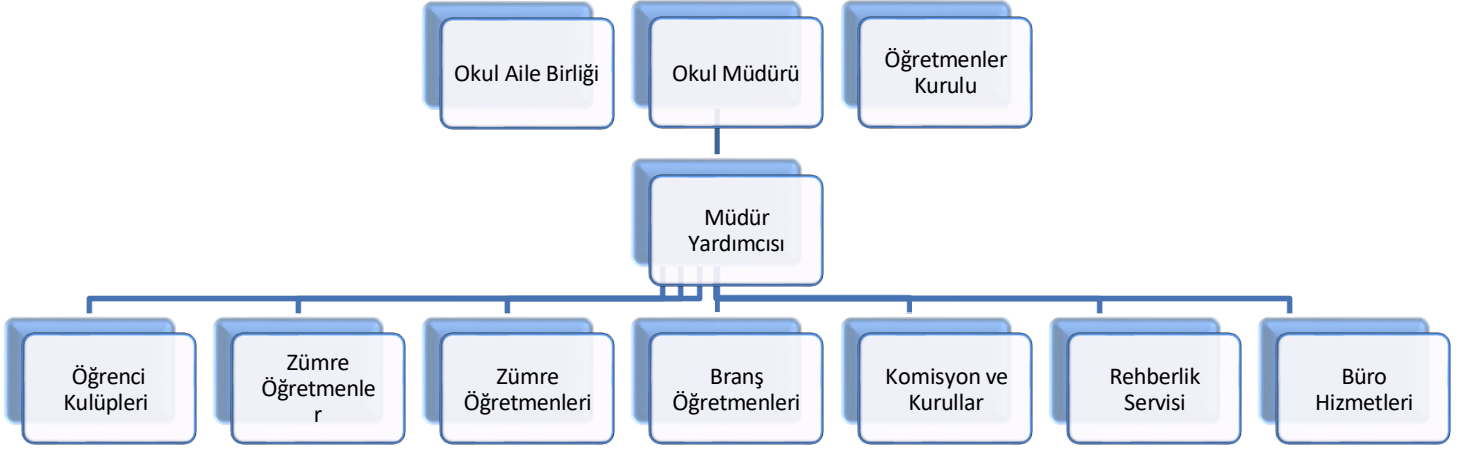 Okul Aile Birliği
Okul Müdürü
Öğretmenler
Kurulu
Müdür
Yardımcısı
Öğrenci
Kulüpleri
Zümre
Öğretmenle
r
Zümre
Öğretmenleri
Branş
Öğretmenleri
Komisyon ve
Kurullar
Rehberlik
Servisi
Büro
Hizmetleri